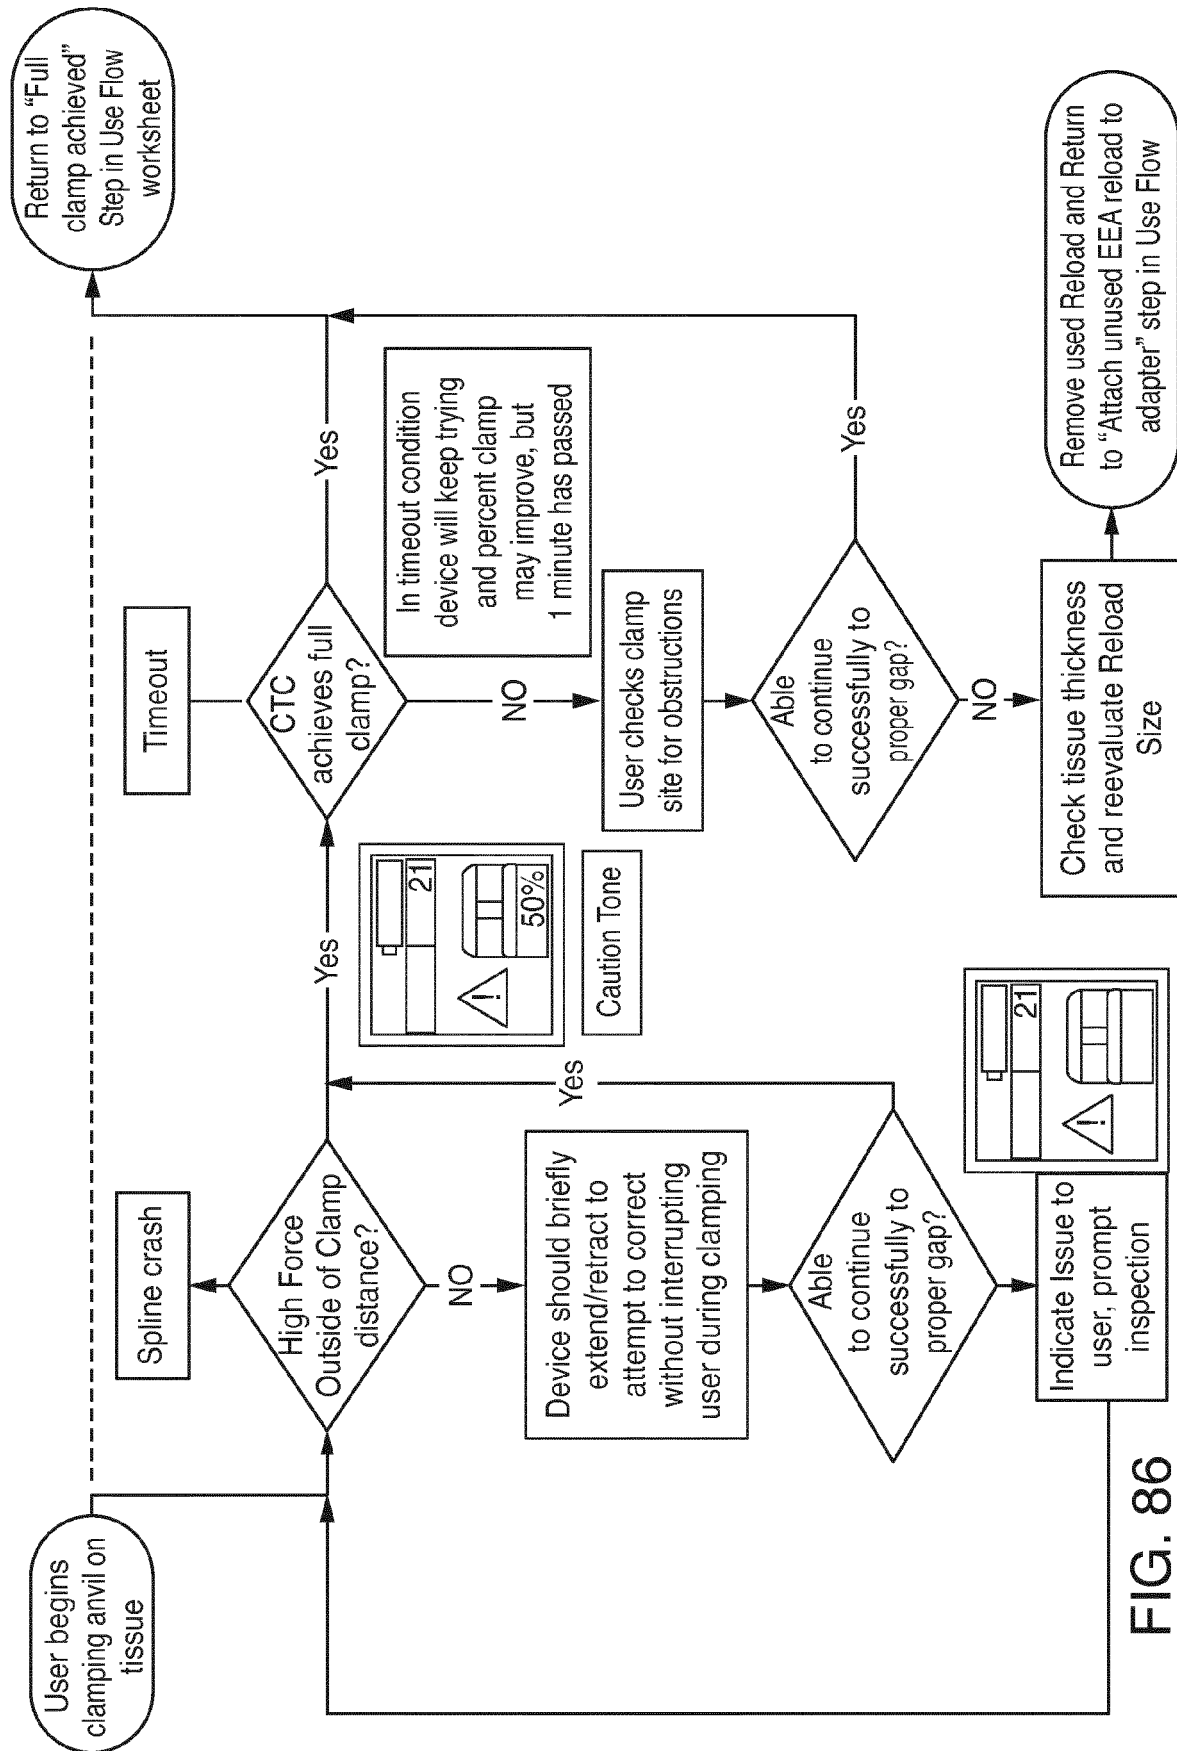 User begins
clamping anvil on
tissue
Return to "Full
clamp achieved"
Step in Use Flow
worksheet
Spline crash
High Force
Outside of Clamp
distance?
Yes
NO
Device should briefly
extend/retract to
attempt to correct
without interrupting
user during clamping
Able
to continue
successfully to
proper gap?
Yes
Indicate Issue to
user, prompt
inspection
21
!
21
!
50%
Caution Tone
Timeout
CTC
achieves full
clamp?
Yes
NO
In timeout condition
device will keep trying
and percent clamp
may improve, but
1 minute has passed
User checks clamp
site for obstructions
Able
to continue
successfully to
proper gap?
Yes
NO
Check tissue thickness
and reevaluate Reload
Size
Remove used Reload and Return
to "Attach unused EEA reload to
adapter" step in Use Flow
FIG. 86